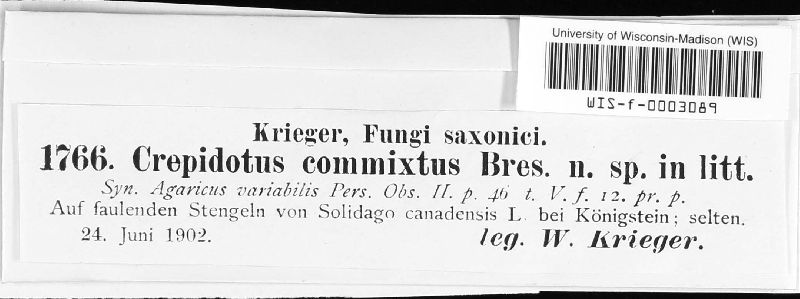 University of Wisconsin-Madison (WIS)
WIS-f-0003089
Krieger, Fungi saxonici.
1766. Crepidotus commixtus Bres. n. sp. in litt.
Syn. Agaricus variabilis Pers. Obs. II. p. 46 t. V. f. 12. pr. p.
Auf faulenden Stengeln von Solidago canadensis L. bei Königstein; selten.
24. Juni 1902. leg. W. Krieger.